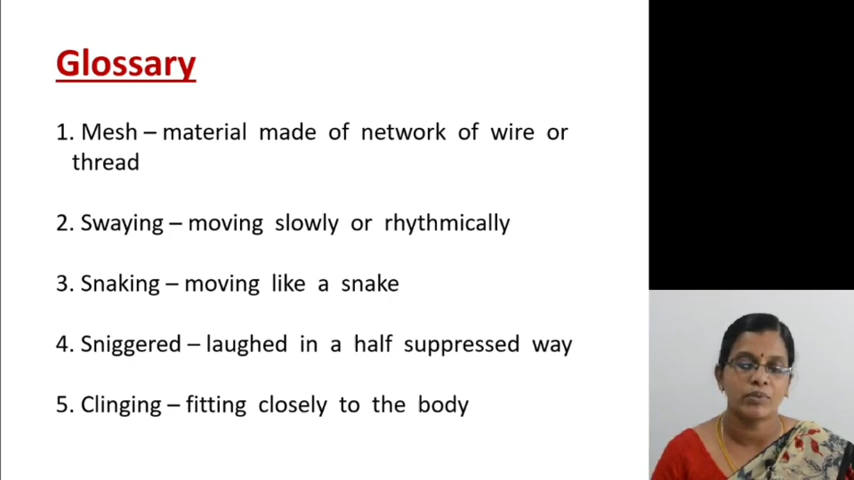 Glossary
1. Mesh – material made of network of wire or
thread
2. Swaying – moving slowly or rhythmically
3. Snaking – moving like a snake
4. Sniggered – laughed in a half suppressed way
5. Clinging – fitting closely to the body